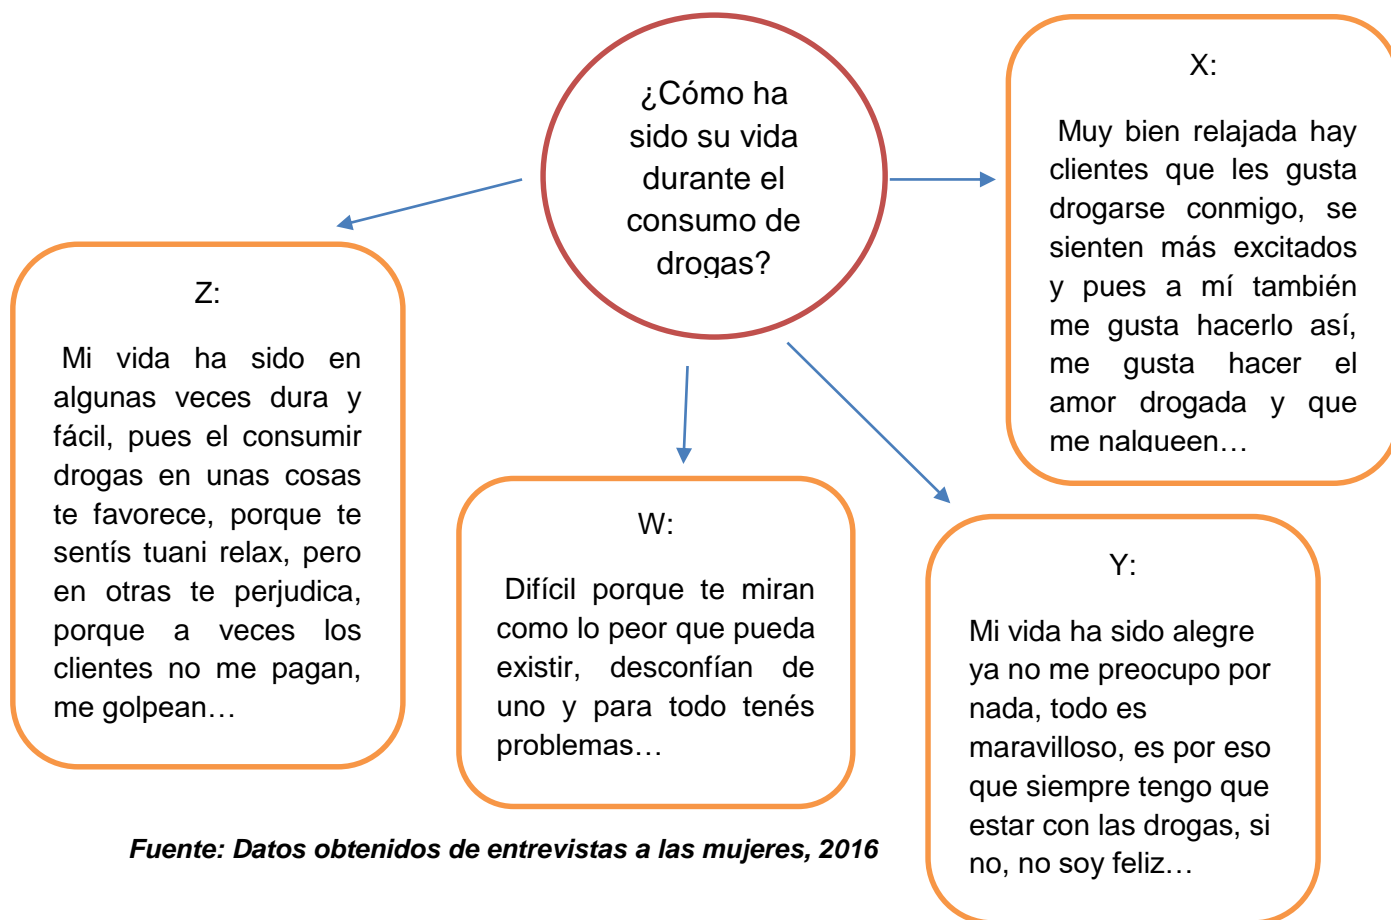 ¿Cómo ha
sido su vida
durante el
consumo de
drogas?
X:
Muy bien relajada hay
clientes que les gusta
drogarse conmigo, se
sienten más excitados
y pues a mí también
me gusta hacerlo así,
me gusta hacer el
amor drogada y que
me nalgueen…
Z:
Mi vida ha sido en
algunas veces dura y
fácil, pues el consumir
drogas en unas cosas
te favorece, porque te
sentís tuani relax, pero
en otras te perjudica,
porque a veces los
clientes no me pagan,
me golpean…
W:
Difícil porque te miran
como lo peor que pueda
existir, desconfían de
uno y para todo tenés
problemas…
Y:
Mi vida ha sido alegre
ya no me preocupo por
nada, todo es
maravilloso, es por eso
que siempre tengo que
estar con las drogas, si
no, no soy feliz…
Fuente: Datos obtenidos de entrevistas a las mujeres, 2016